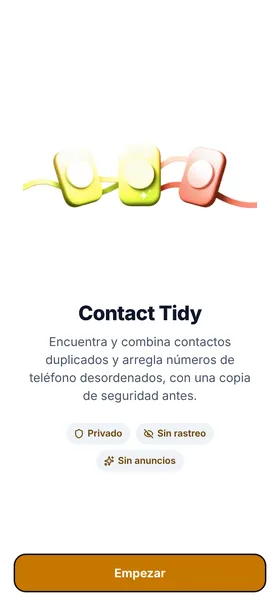 Contact Tidy
Encuentra y combina contactos
duplicados y arregla números de
teléfono desordenados, con una copia
de seguridad antes.
Privado
Sin rastreo
Sin anuncios
Empezar